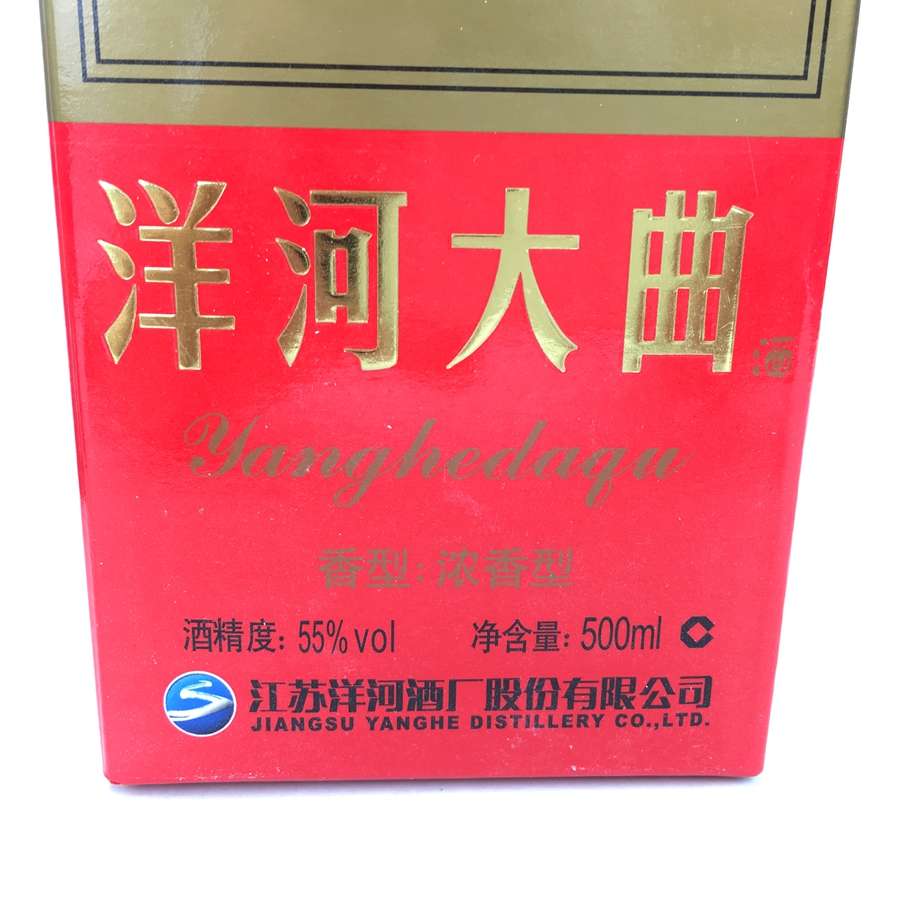 洋河大曲 酒
Yanghedaqu
香型: 浓香型
酒精度: 55%vol 净含量: 500ml
江苏洋河酒厂股份有限公司
JIANGSU YANGHE DISTILLERY CO.,LTD.